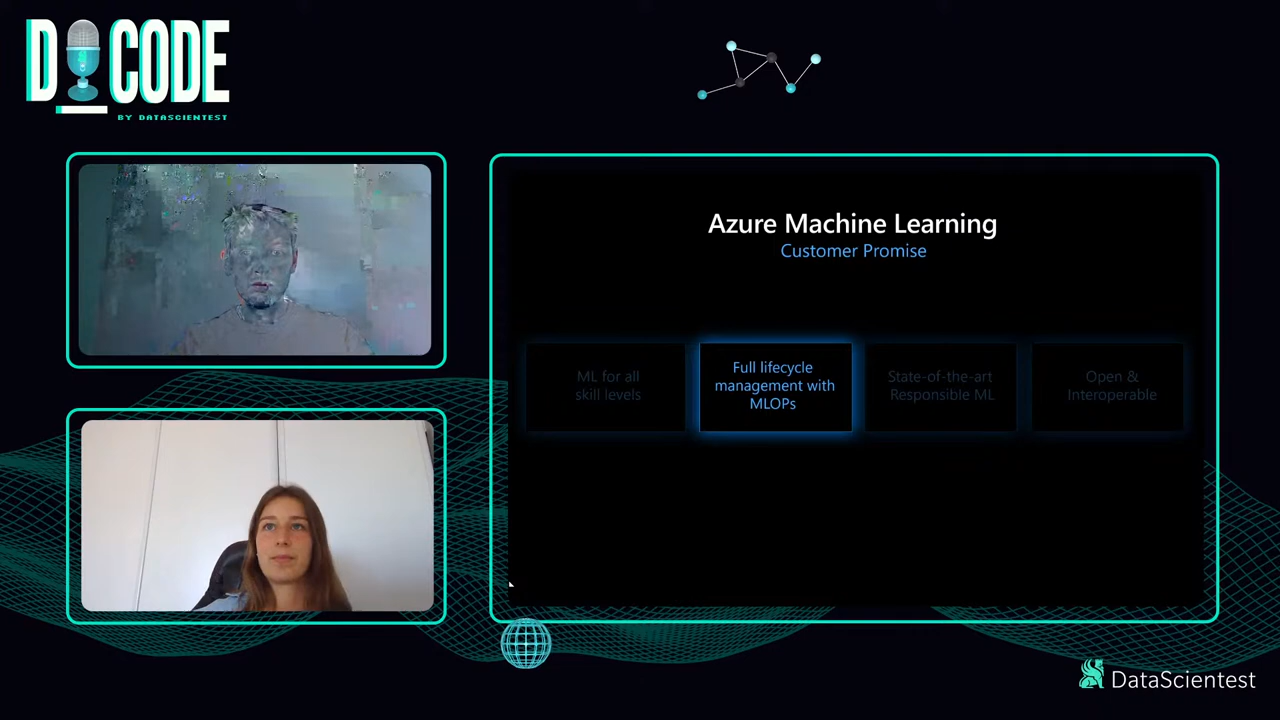 D CODE
BY DATASCIENTEST
Azure Machine Learning
Customer Promise
ML for all
skill levels
Full lifecycle
management with
MLOPs
State-of-the-art
Responsible ML
Open &
Interoperable
DataScientest